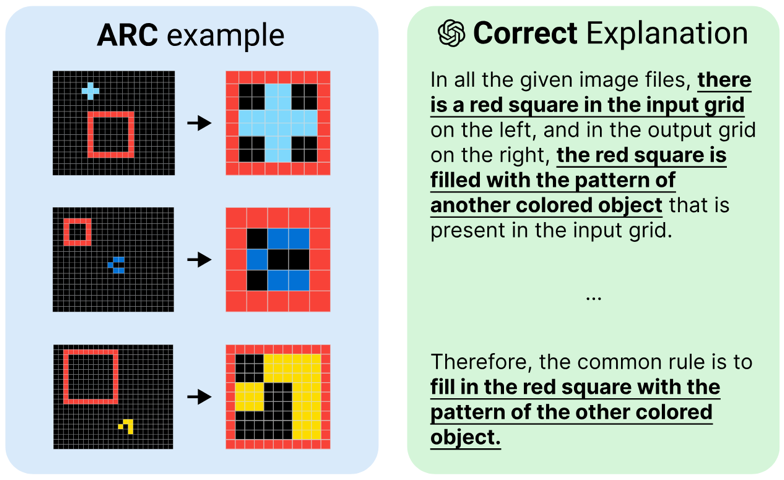 ARC example
Correct Explanation
In all the given image files, there
is a red square in the input grid
on the left, and in the output grid
on the right, the red square is
filled with the pattern of
another colored object that is
present in the input grid.
...
Therefore, the common rule is to
fill in the red square with the
pattern of the other colored
object.